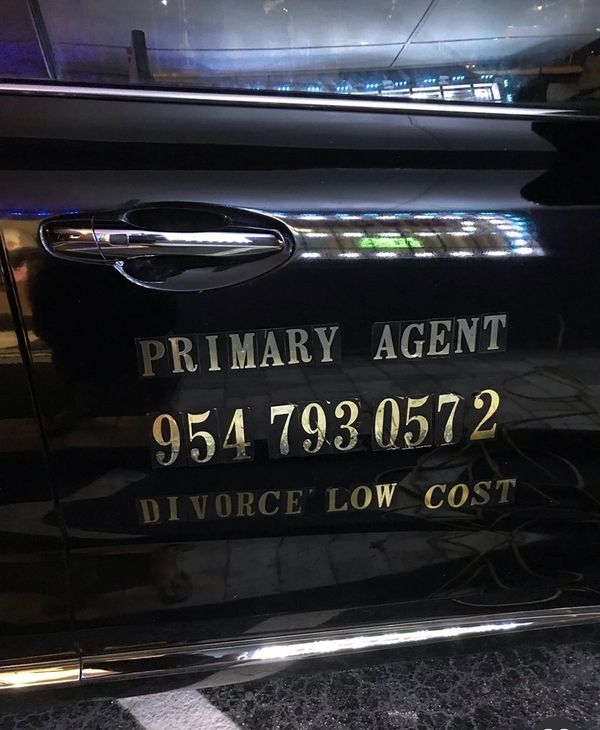 PRIMARY AGENT
954 793 0572
DIVORCE LOW COST